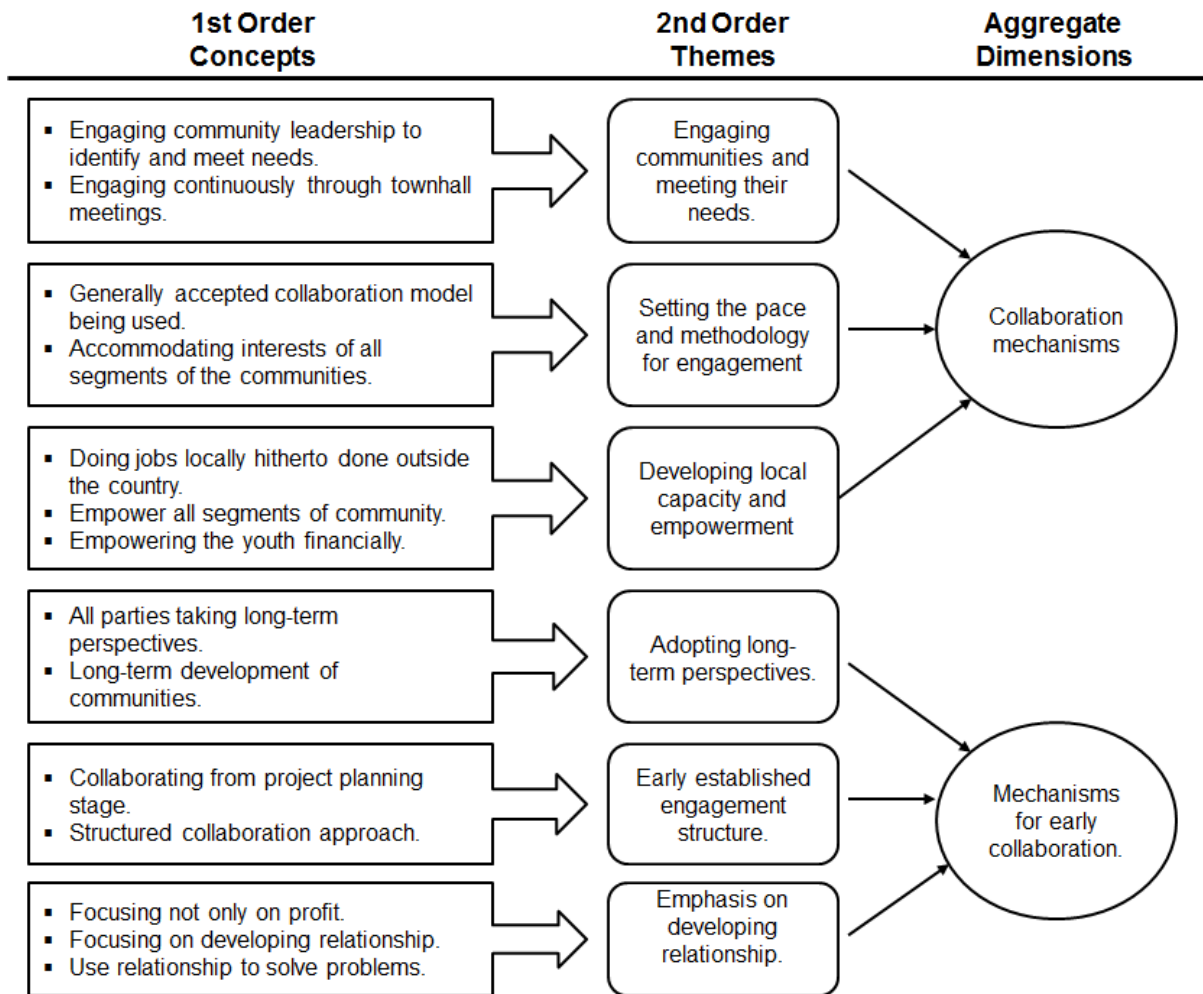 1st Order
Concepts
2nd Order
Themes
Aggregate
Dimensions
▪ Engaging community leadership to
identify and meet needs.
▪ Engaging continuously through townhall
meetings.
Engaging
communities and
meeting their
needs.
▪ Generally accepted collaboration model
being used.
▪ Accommodating interests of all
segments of the communities.
Setting the pace
and methodology
for engagement
Collaboration
mechanisms
▪ Doing jobs locally hitherto done outside
the country.
▪ Empower all segments of community.
▪ Empowering the youth financially.
Developing local
capacity and
empowerment
▪ All parties taking long-term
perspectives.
▪ Long-term development of
communities.
Adopting long-
term perspectives.
▪ Collaborating from project planning
stage.
▪ Structured collaboration approach.
Early established
engagement
structure.
Mechanisms
for early
collaboration.
▪ Focusing not only on profit.
▪ Focusing on developing relationship.
▪ Use relationship to solve problems.
Emphasis on
developing
relationship.